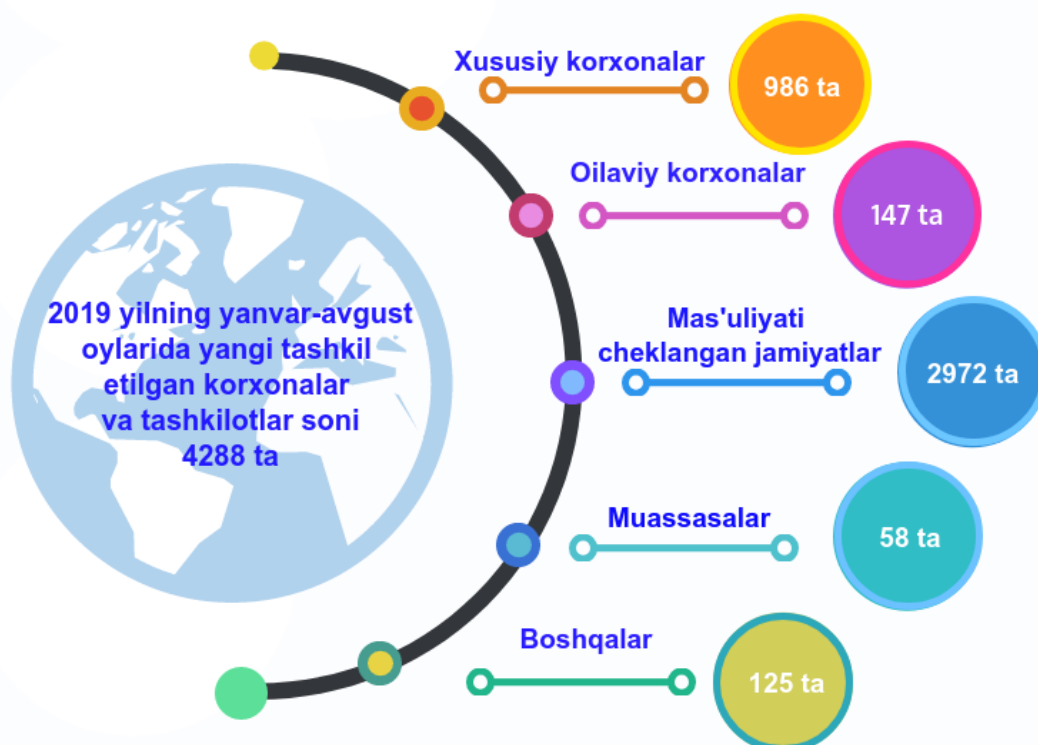 2019 yilning yanvar-avgust
oylarida yangi tashkil
etilgan korxonalar
va tashkilotlar soni
4288 ta
Xususiy korxonalar
986 ta
Oilaviy korxonalar
147 ta
Mas'uliyati
cheklangan jamiyatlar
2972 ta
Muassasalar
58 ta
Boshqalar
125 ta